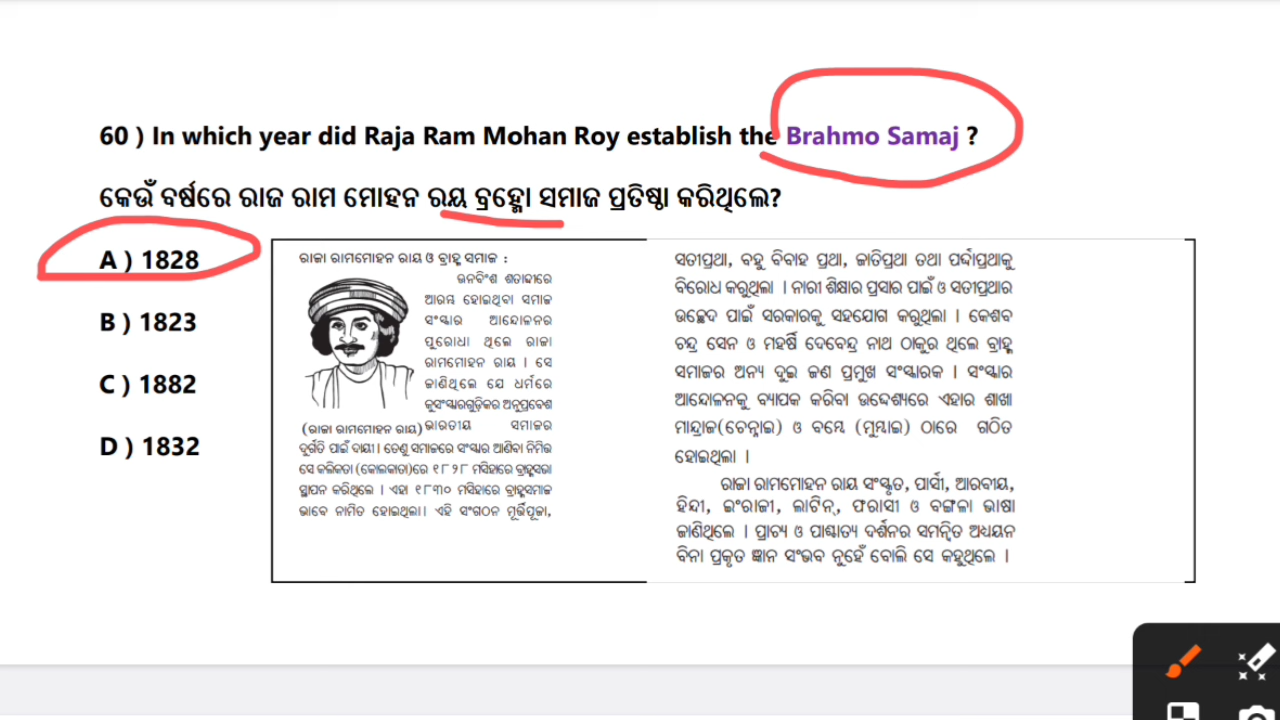 60 ) In which year did Raja Ram Mohan Roy establish the Brahmo Samaj ?
କେଉଁ ବର୍ଷରେ ରାଜ ରାମ ମୋହନ ରୟ ବ୍ରହ୍ମୋ ସମାଜ ପ୍ରତିଷ୍ଠା କରିଥିଲେ?
A ) 1828
B ) 1823
C ) 1882
D ) 1832
ରାଜା ରାମମୋହନ ରାୟ ଓ ବ୍ରାହ୍ମ ସମାଜ :
ଊନବିଂଶ ଶତାବ୍ଦୀରେ
ଆରମ୍ଭ ହୋଇଥିବା ସମାଜ
ସଂସ୍କାର ଆନ୍ଦୋଳନର
ପୁରୋଧା ଥିଲେ ରାଜା
ରାମମୋହନ ରାୟ । ସେ
ଜାଣିଥିଲେ ଯେ ଧର୍ମରେ
କୁସଂସ୍କାରଗୁଡ଼ିକର ଅନୁପ୍ରବେଶ
(ରାଜା ରାମମୋହନ ରାୟ) ଭାରତୀୟ ସମାଜର
ଦୁର୍ଗତି ପାଇଁ ଦାୟୀ । ତେଣୁ ସମାଜରେ ସଂସ୍କାର ଆଣିବା ନିମିତ୍ତ
ସେ କଲିକତା (କୋଲକାତା)ରେ ୧୮୨୮ ମସିହାରେ ବ୍ରାହ୍ମସଭା
ସ୍ଥାପନ କରିଥିଲେ । ଏହା ୧୮୩୦ ମସିହାରେ ବ୍ରାହ୍ମସମାଜ
ଭାବେ ନାମିତ ହୋଇଥିଲା। ଏହି ସଂଗଠନ ମୂର୍ତ୍ତିପୂଜା,
ସତୀପ୍ରଥା, ବହୁ ବିବାହ ପ୍ରଥା, ଜାତିପ୍ରଥା ତଥା ପର୍ଦ୍ଦାପ୍ରଥାକୁ
ବିରୋଧ କରୁଥିଲା । ନାରୀ ଶିକ୍ଷାର ପ୍ରସାର ପାଇଁ ଓ ସତୀପ୍ରଥାର
ଉଚ୍ଛେଦ ପାଇଁ ସରକାରକୁ ସହଯୋଗ କରୁଥିଲା । କେଶବ
ଚନ୍ଦ୍ର ସେନ ଓ ମହର୍ଷି ଦେବେନ୍ଦ୍ର ନାଥ ଠାକୁର ଥିଲେ ବ୍ରାହ୍ମ
ସମାଜର ଅନ୍ୟ ଦୁଇ ଜଣ ପ୍ରମୁଖ ସଂସ୍କାରକ । ସଂସ୍କାର
ଆନ୍ଦୋଳନକୁ ବ୍ୟାପକ କରିବା ଉଦ୍ଦେଶ୍ୟରେ ଏହାର ଶାଖା
ମାନ୍ଦ୍ରାଜ(ଚେନ୍ନାଇ) ଓ ବମ୍ବେ (ମୁମ୍ବାଇ) ଠାରେ ଗଠିତ
ହୋଇଥିଲା ।
ରାଜା ରାମମୋହନ ରାୟ ସଂସ୍କୃତ, ପାର୍ସୀ, ଆରବୀୟ,
ହିନ୍ଦୀ, ଇଂରାଜୀ, ଲାଟିନ୍, ଫରାସୀ ଓ ବଙ୍ଗଳା ଭାଷା
ଜାଣିଥିଲେ । ପ୍ରାଚ୍ୟ ଓ ପାଶ୍ଚାତ୍ୟ ଦର୍ଶନର ସମନ୍ୱିତ ଅଧ୍ୟୟନ
ବିନା ପ୍ରକୃତ ଜ୍ଞାନ ସଂଭବ ନୁହେଁ ବୋଲି ସେ କହୁଥିଲେ ।